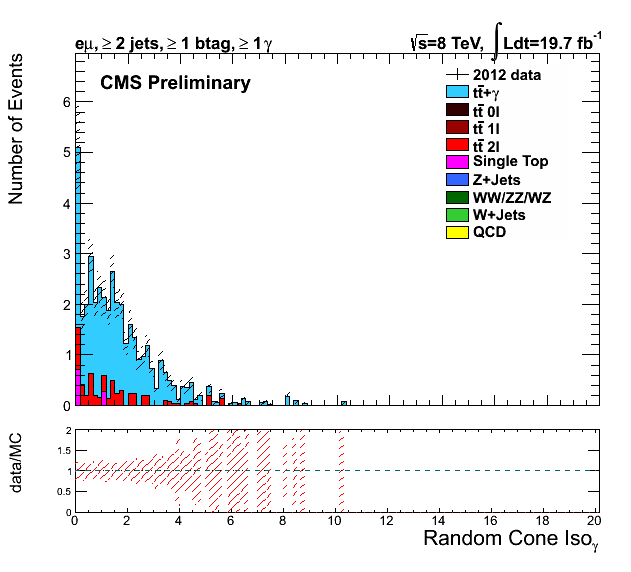 eμ, ≥ 2 jets, ≥ 1 btag, ≥ 1 γ
√s=8 TeV, ∫ Ldt=19.7 fb⁻¹
CMS Preliminary
Number of Events
6
5
4
3
2
1
0
2012 data
tt̄+γ
tt̄ 0l
tt̄ 1l
tt̄ 2l
Single Top
Z+Jets
WW/ZZ/WZ
W+Jets
QCD
data/MC
2
1.5
1
0.5
0
0 2 4 6 8 10 12 14 16 18 20
Random Cone Isoγ